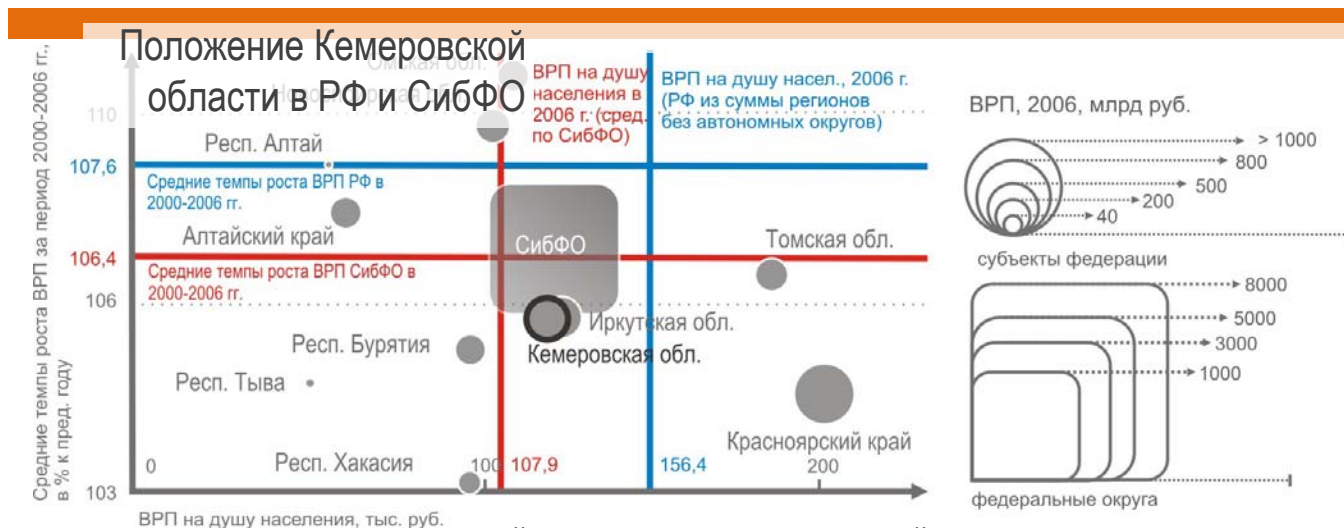 Положение Кемеровской
области в РФ и СибФО
Омская обл.
Средние темпы роста ВРП за период 2000-2006 гг.,
в % к пред. году
110
107,6
106,4
106
103
Респ. Алтай
Средние темпы роста ВРП РФ в
2000-2006 гг.
Алтайский край
Средние темпы роста ВРП СибФО в
2000-2006 гг.
ВРП на душу
населения в
2006 г. (сред.
по СибФО)
ВРП на душу насел., 2006 г.
(РФ из суммы регионов
без автономных округов)
СибФО
Томская обл.
Иркутская обл.
Кемеровская обл.
Респ. Бурятия
Респ. Тыва
Красноярский край
Респ. Хакасия
0
100
107,9
156,4
200
ВРП на душу населения, тыс. руб.
ВРП, 2006, млрд руб.
> 1000
800
500
200
40
субъекты федерации
8000
5000
3000
1000
федеральные округа